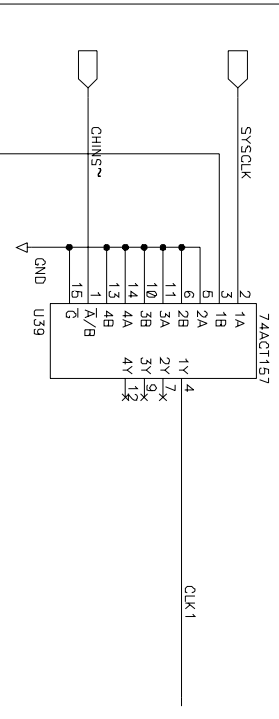 SYSCLK
CHINS~
GND
74ACT157
2 1A
3 1B
5 2A
6 2B
11 3A
10 3B
14 4A
13 4B
1 A/B
15 G
1Y 4
2Y 7
3Y 9
4Y 12
U39
CLK1